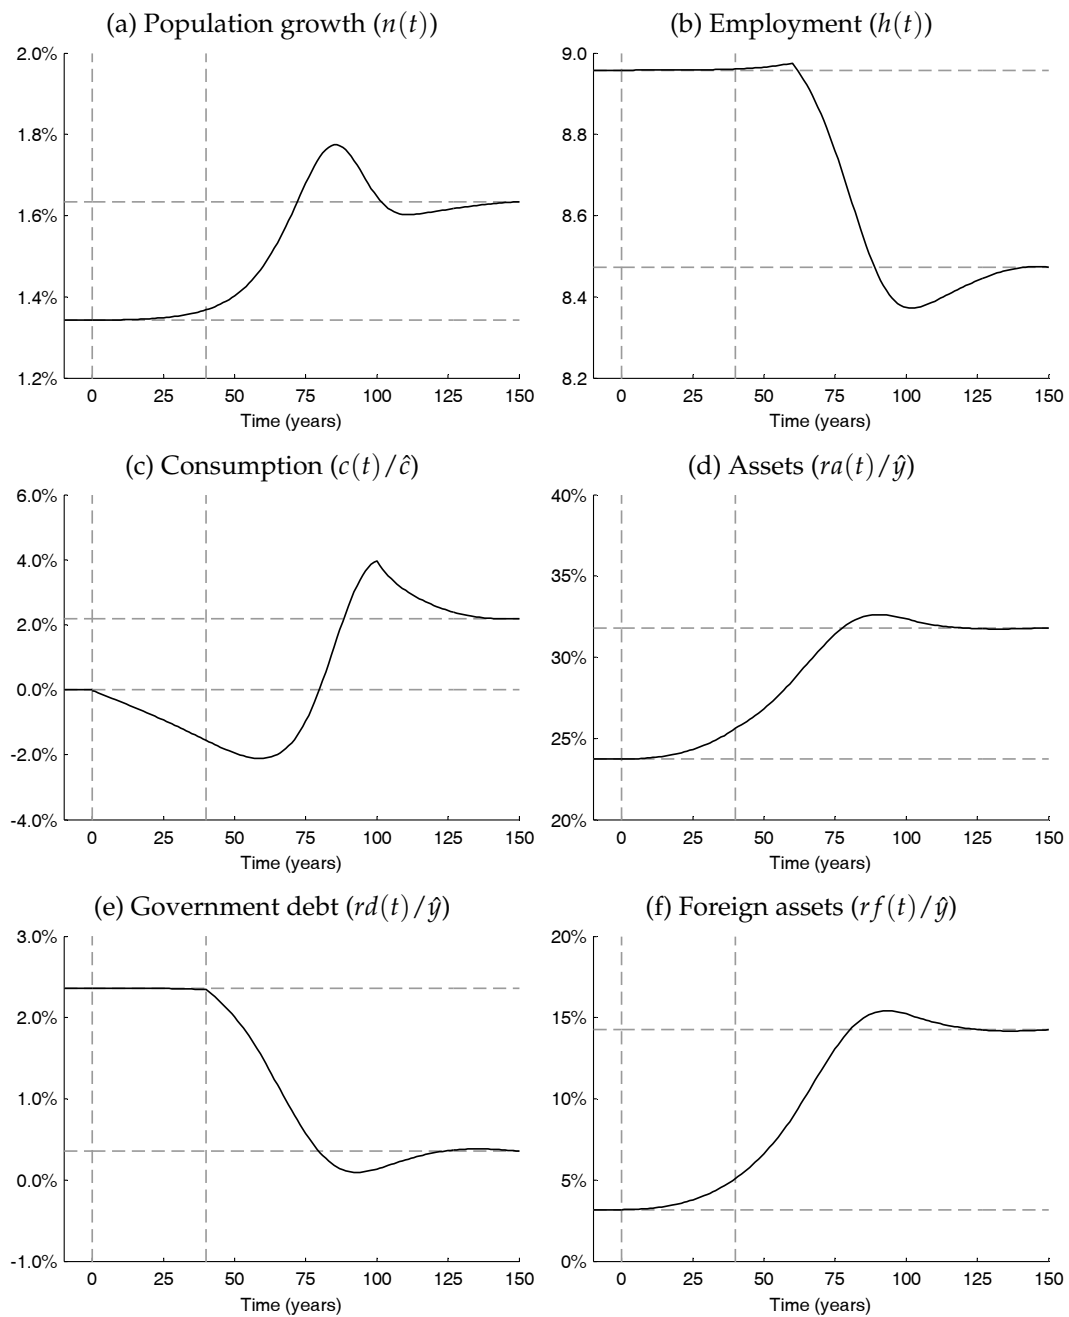 (a) Population growth (n(t))
2.0%
1.8%
1.6%
1.4%
1.2%
0 25 50 75 100 125 150
Time (years)
(b) Employment (h(t))
9.0
8.8
8.6
8.4
8.2
0 25 50 75 100 125 150
Time (years)
(c) Consumption (c(t)/ĉ)
6.0%
4.0%
2.0%
0.0%
-2.0%
-4.0%
0 25 50 75 100 125 150
Time (years)
(d) Assets (ra(t)/ŷ)
40%
35%
30%
25%
20%
0 25 50 75 100 125 150
Time (years)
(e) Government debt (rd(t)/ŷ)
3.0%
2.0%
1.0%
0.0%
-1.0%
0 25 50 75 100 125 150
Time (years)
(f) Foreign assets (rf(t)/ŷ)
20%
15%
10%
5%
0%
0 25 50 75 100 125 150
Time (years)